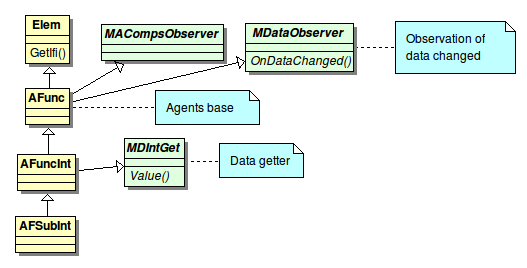 Elem
GetIfi()
MACompsObserver
MDataObserver
OnDataChanged()
Observation of
data changed
AFunc
Agents base
AFuncInt
MDIntGet
Value()
Data getter
AFSubInt